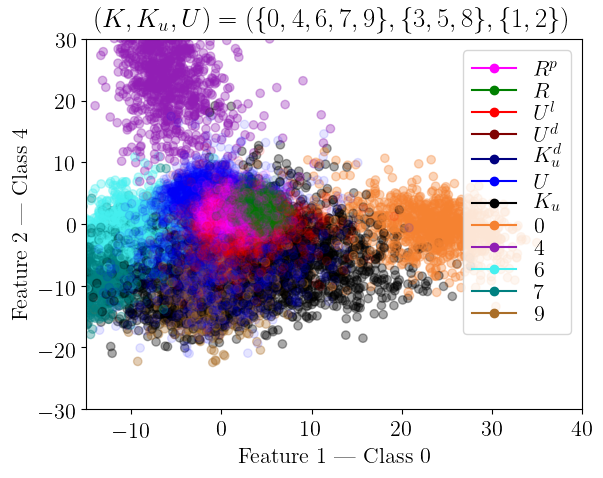 (K, K_u, U) = ({0, 4, 6, 7, 9}, {3, 5, 8}, {1, 2})
30
20
10
0
−10
−20
−30
−10
0
10
20
30
40
Feature 2 — Class 4
Feature 1 — Class 0
R^p
R
U^l
U^d
K_u^d
U
K_u
0
4
6
7
9